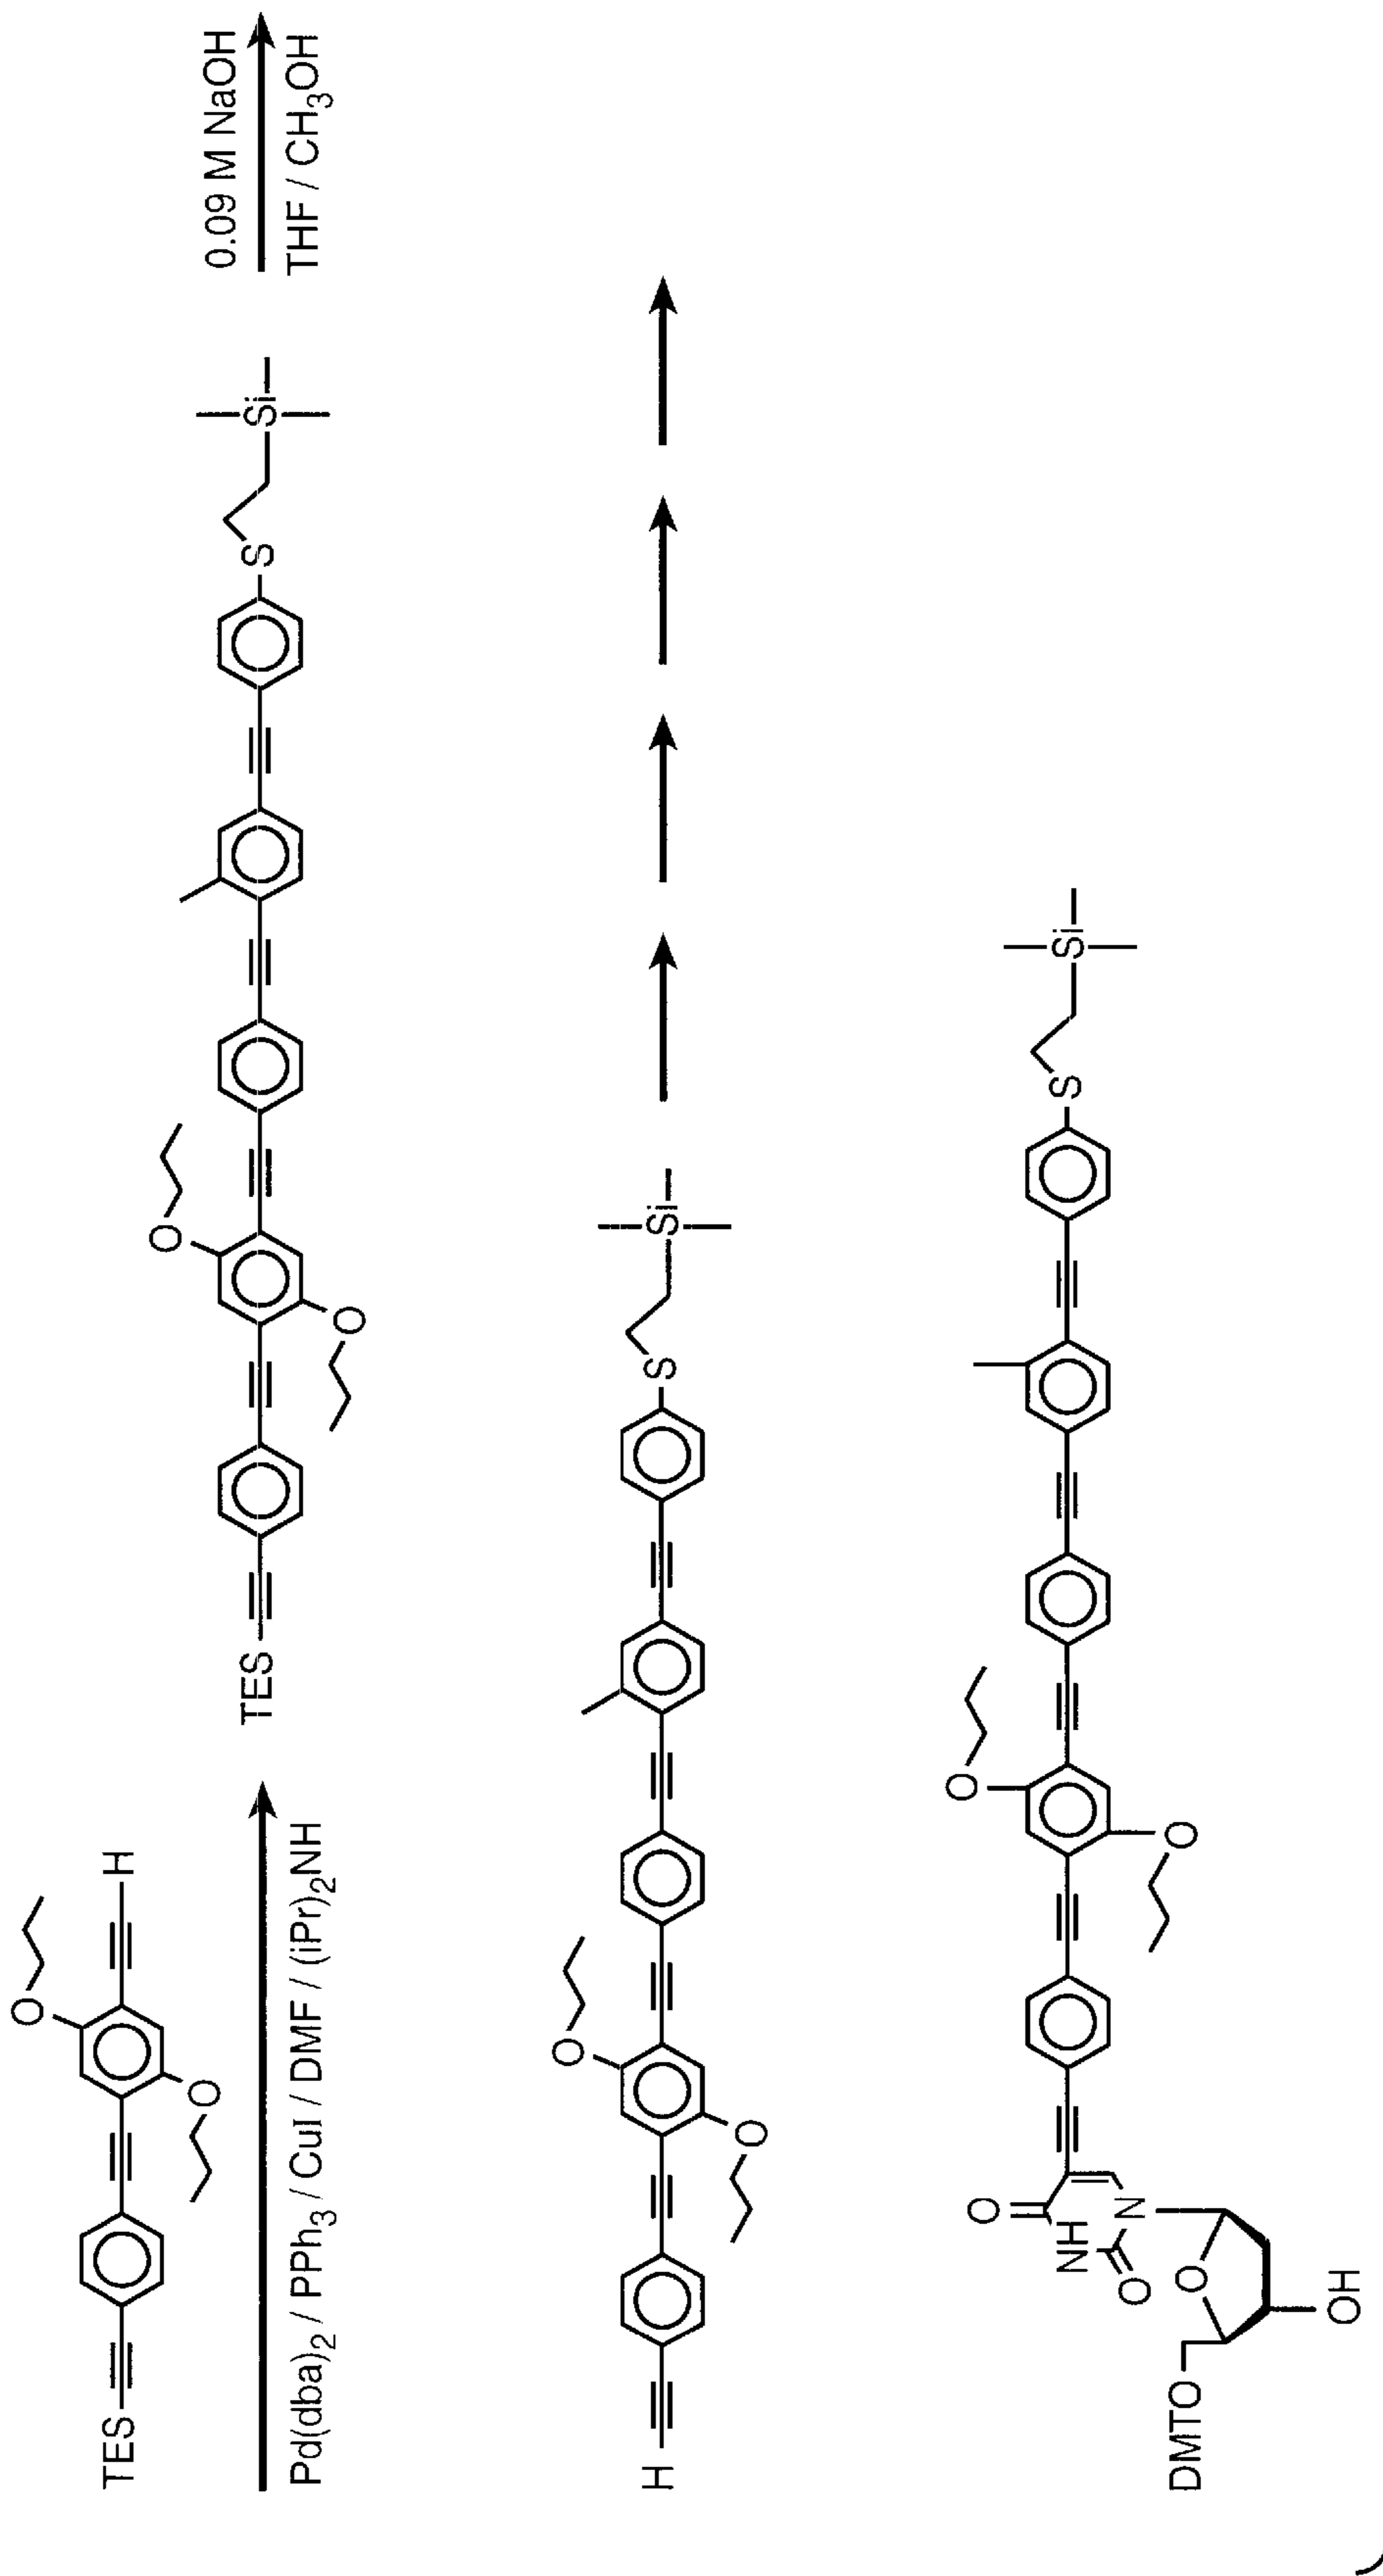 TES
O
O
H
Pd(dba)2 / PPh3 / CuI / DMF / (iPr)2NH
TES
O
O
S
Si
0.09 M NaOH
THF / CH3OH
H
O
O
S
Si
DMTO
O
OH
N
O
NH
O
O
O
S
Si